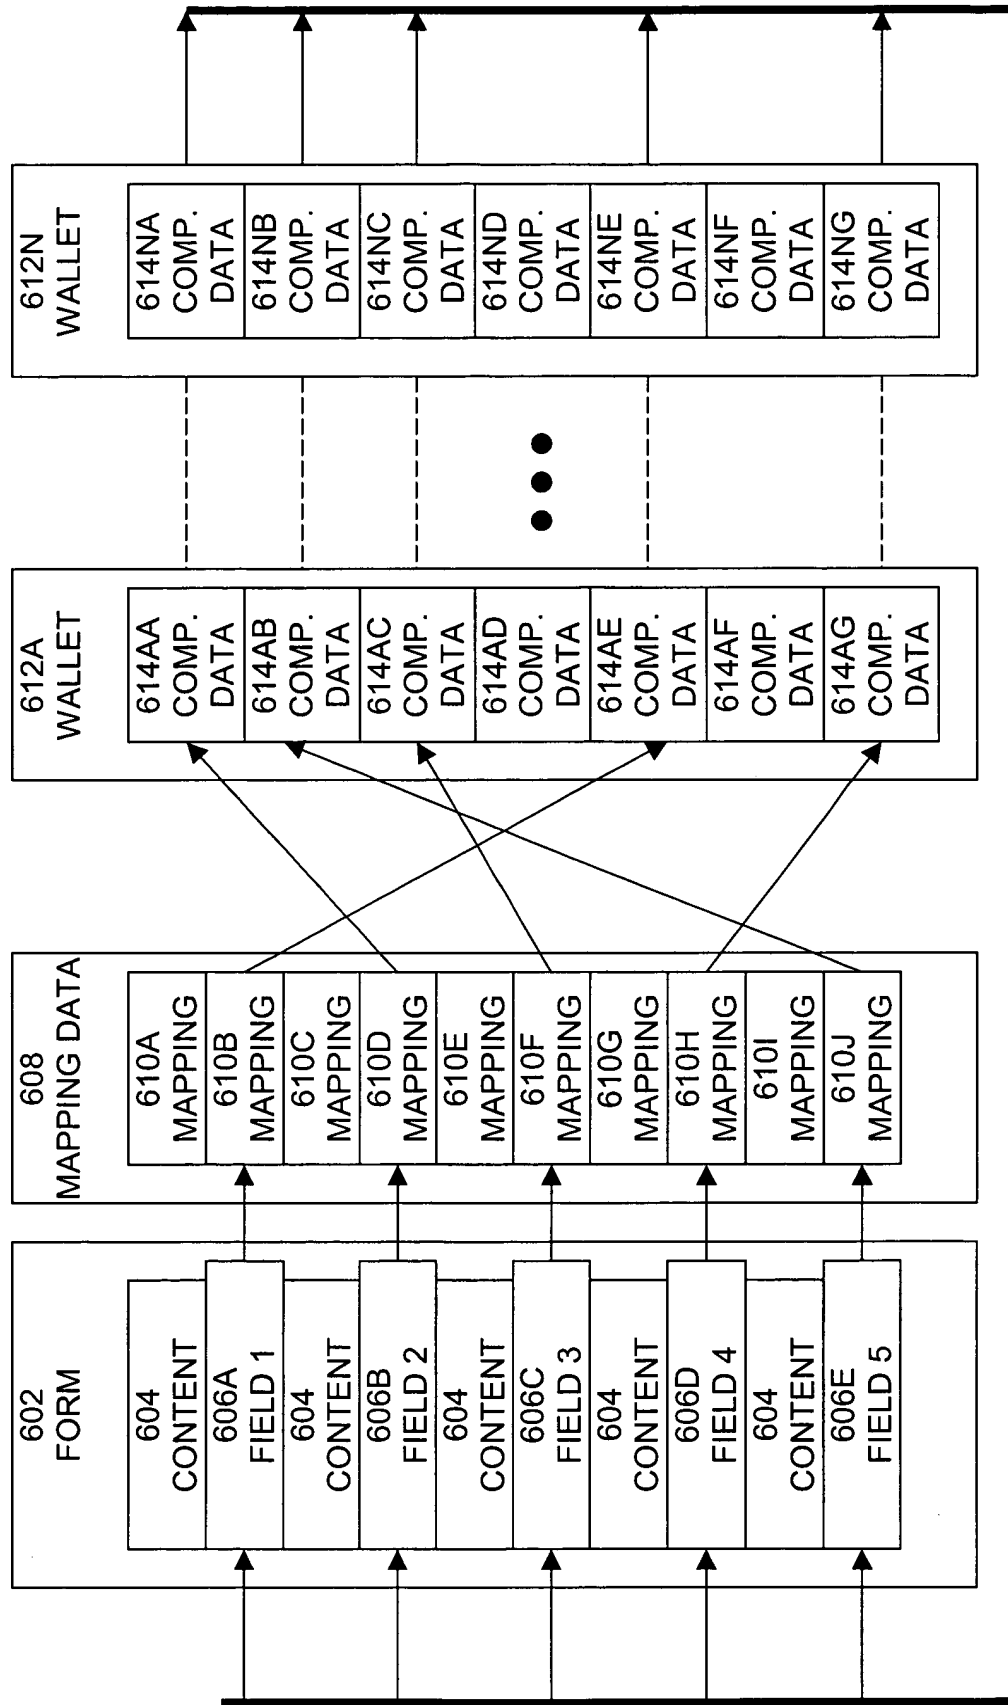 602
FORM
604
CONTENT
606A
FIELD 1
604
CONTENT
606B
FIELD 2
604
CONTENT
606C
FIELD 3
604
CONTENT
606D
FIELD 4
604
CONTENT
606E
FIELD 5
608
MAPPING DATA
610A
MAPPING
610B
MAPPING
610C
MAPPING
610D
MAPPING
610E
MAPPING
610F
MAPPING
610G
MAPPING
610H
MAPPING
610I
MAPPING
610J
MAPPING
612A
WALLET
614AA
COMP.
DATA
614AB
COMP.
DATA
614AC
COMP.
DATA
614AD
COMP.
DATA
614AE
COMP.
DATA
614AF
COMP.
DATA
614AG
COMP.
DATA
612N
WALLET
614NA
COMP.
DATA
614NB
COMP.
DATA
614NC
COMP.
DATA
614ND
COMP.
DATA
614NE
COMP.
DATA
614NF
COMP.
DATA
614NG
COMP.
DATA